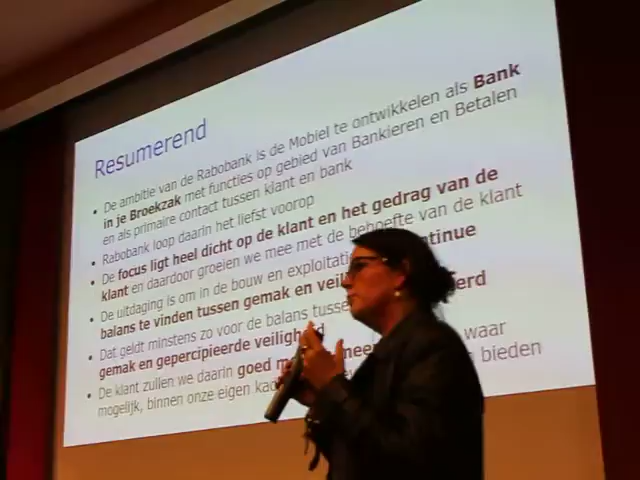 Resumerend
• De ambitie van de Rabobank is de Mobiel te ontwikkelen als Bank
in je Broekzak met functies op gebied van Bankieren en Betalen
en als primaire contact tussen klant en bank
• Rabobank loop daarin het liefst voorop
• De focus ligt heel dicht op de klant en het gedrag van de
klant en daardoor groeien we mee met de behoefte van de klant
• De uitdaging is om in de bouw en exploitatie
balans te vinden tussen gemak en
• Dat geldt minstens zo voor de balans
gemak en gepercipieerde
• De klant zullen we daarin goed waar
mogelijk, binnen onze eigen bieden